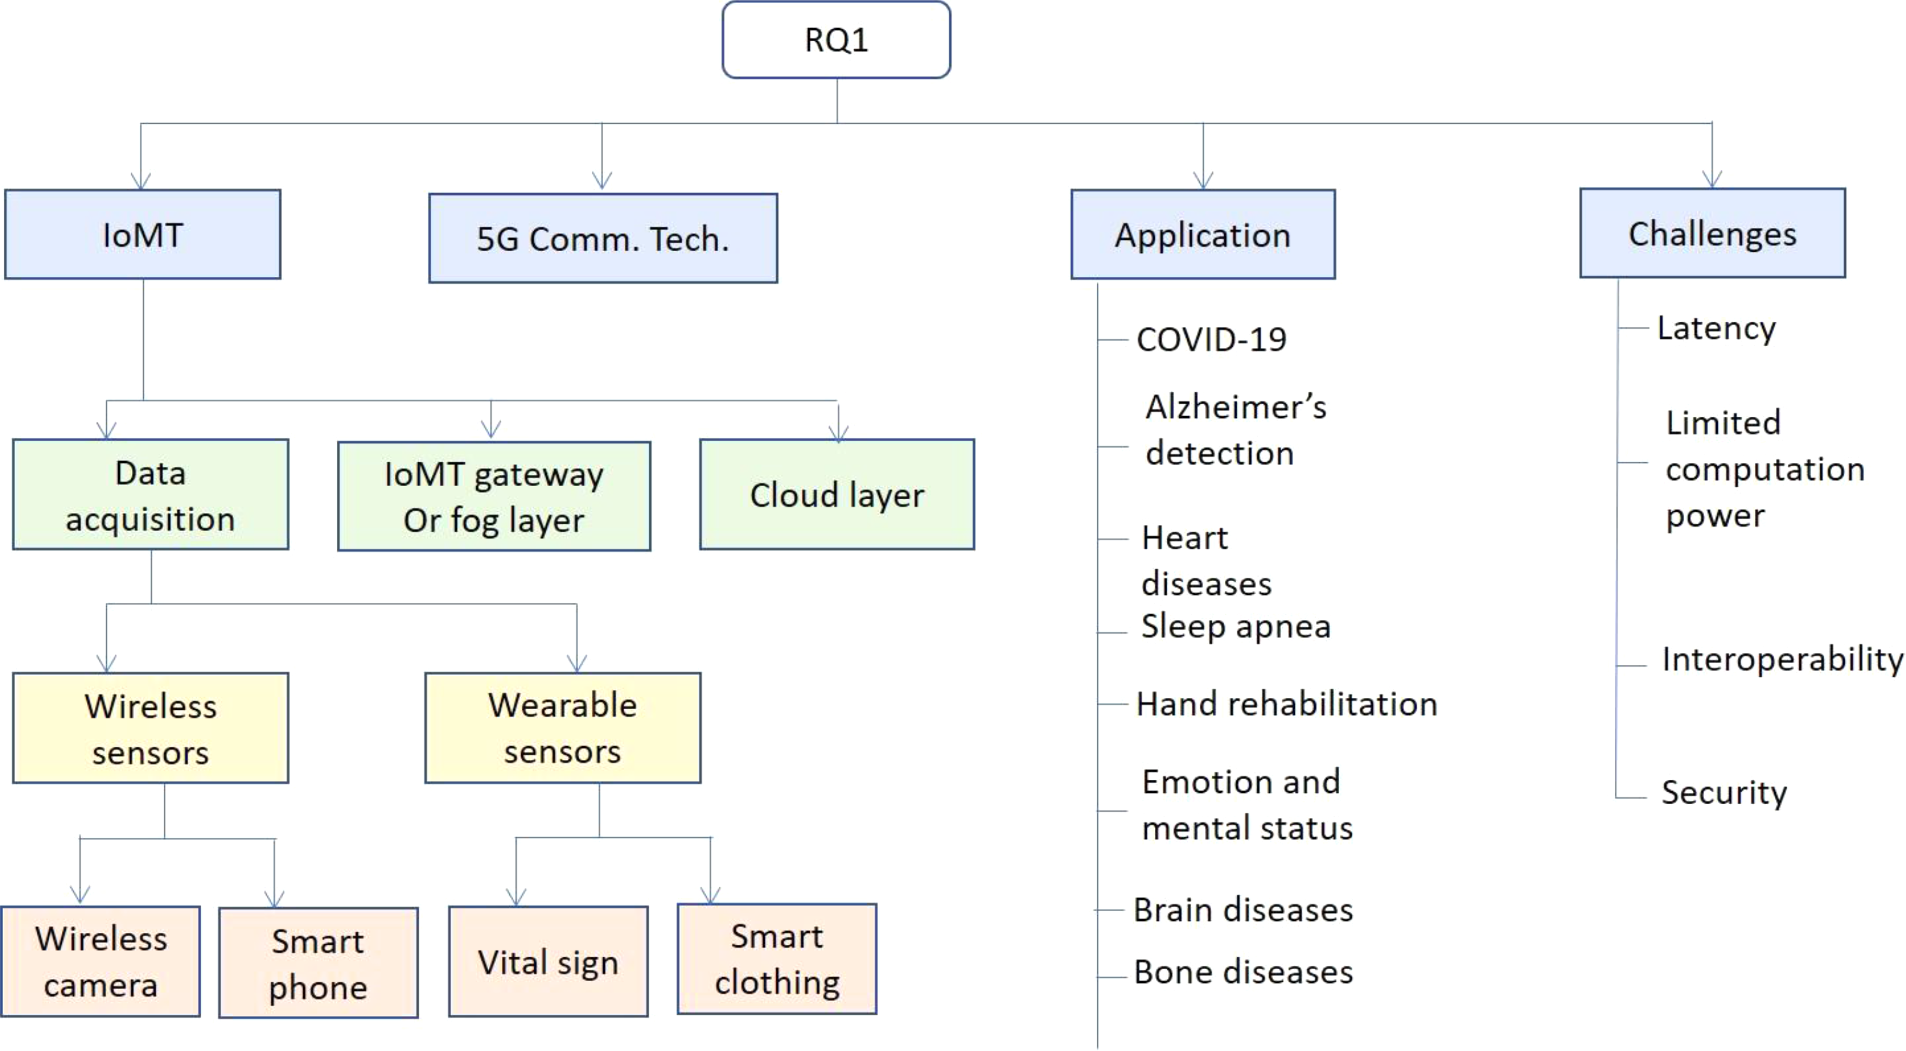 RQ1
IoMT
5G Comm. Tech.
Application
Challenges
Data
acquisition
IoMT gateway
Or fog layer
Cloud layer
Wireless
sensors
Wearable
sensors
Wireless
camera
Smart
phone
Vital sign
Smart
clothing
COVID-19
Alzheimer’s
detection
Heart
diseases
Sleep apnea
Hand rehabilitation
Emotion and
mental status
Brain diseases
Bone diseases
Latency
Limited
computation
power
Interoperability
Security